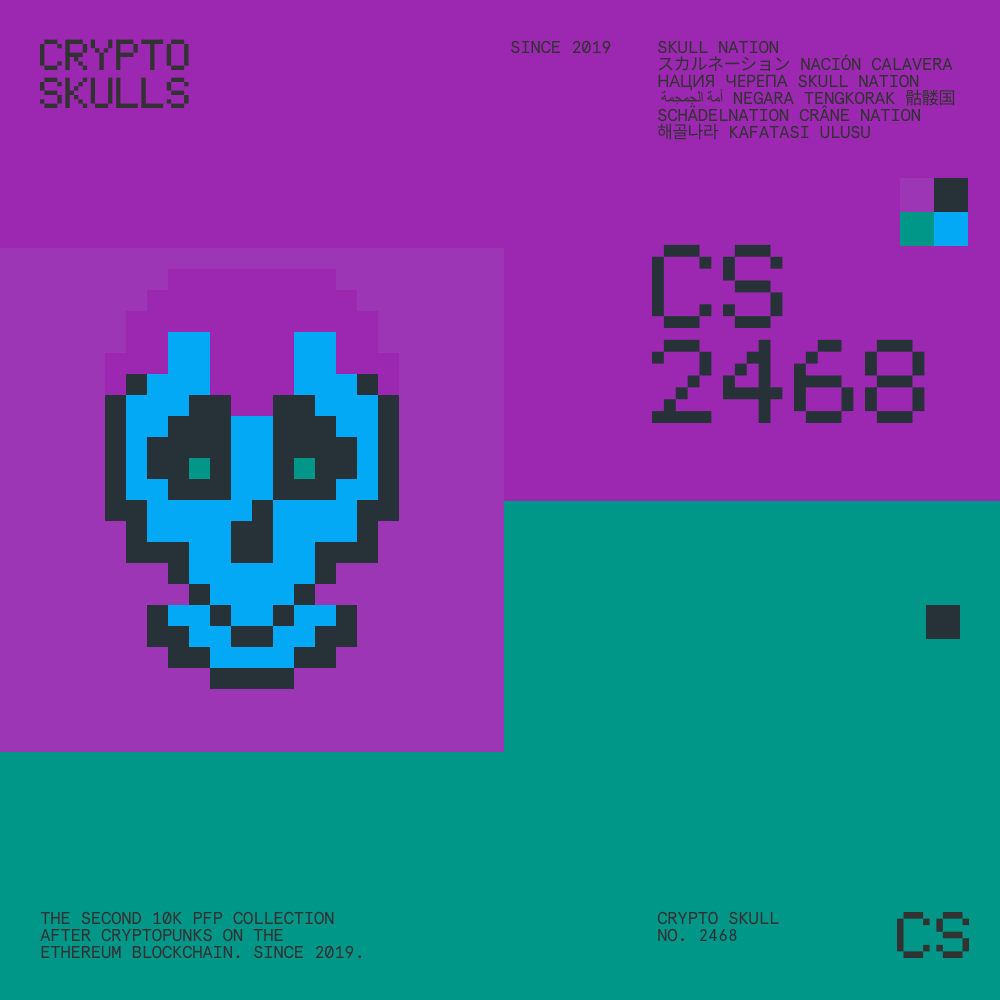 CRYPTO
SKULLS
SINCE 2019
SKULL NATION
スカルネーション NACIÓN CALAVERA
НАЦИЯ ЧЕРЕПА SKULL NATION
أمة الجمجمة NEGARA TENGKORAK 骷髅国
SCHÄDELNATION CRÂNE NATION
해골나라 KAFATASI ULUSU
CS
2468
THE SECOND 10K PFP COLLECTION
AFTER CRYPTOPUNKS ON THE
ETHEREUM BLOCKCHAIN. SINCE 2019.
CRYPTO SKULL
NO. 2468
CS